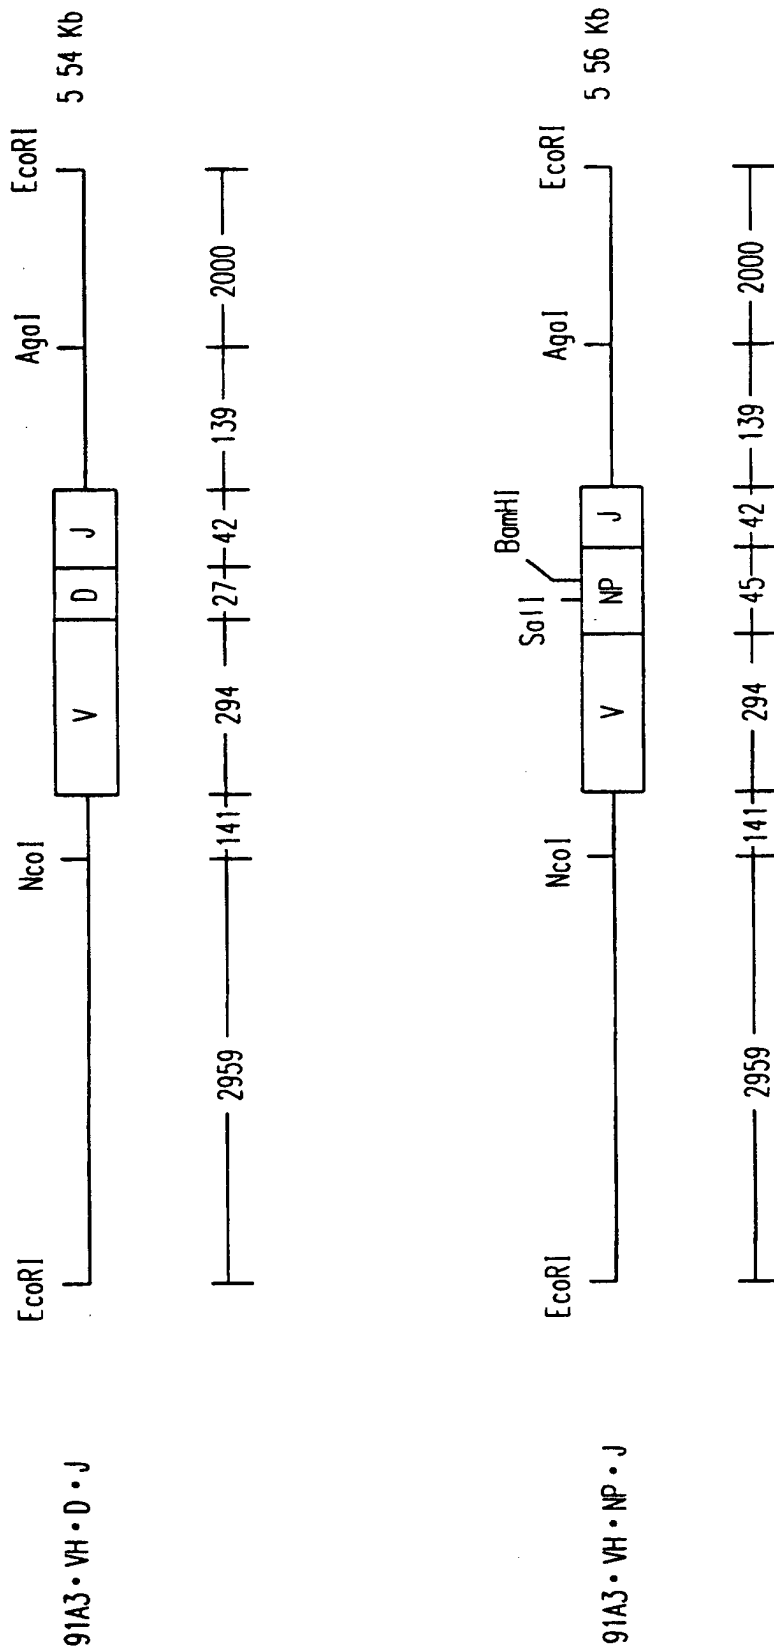 91A3 • VH • D • J
EcoRI
NcoI
AgaI
EcoRI
5 54 Kb
V
D
J
2959
141
294
27
42
139
2000
91A3 • VH • NP • J
EcoRI
NcoI
SalI
BamHI
AgaI
EcoRI
5 56 Kb
V
NP
J
2959
141
294
45
42
139
2000